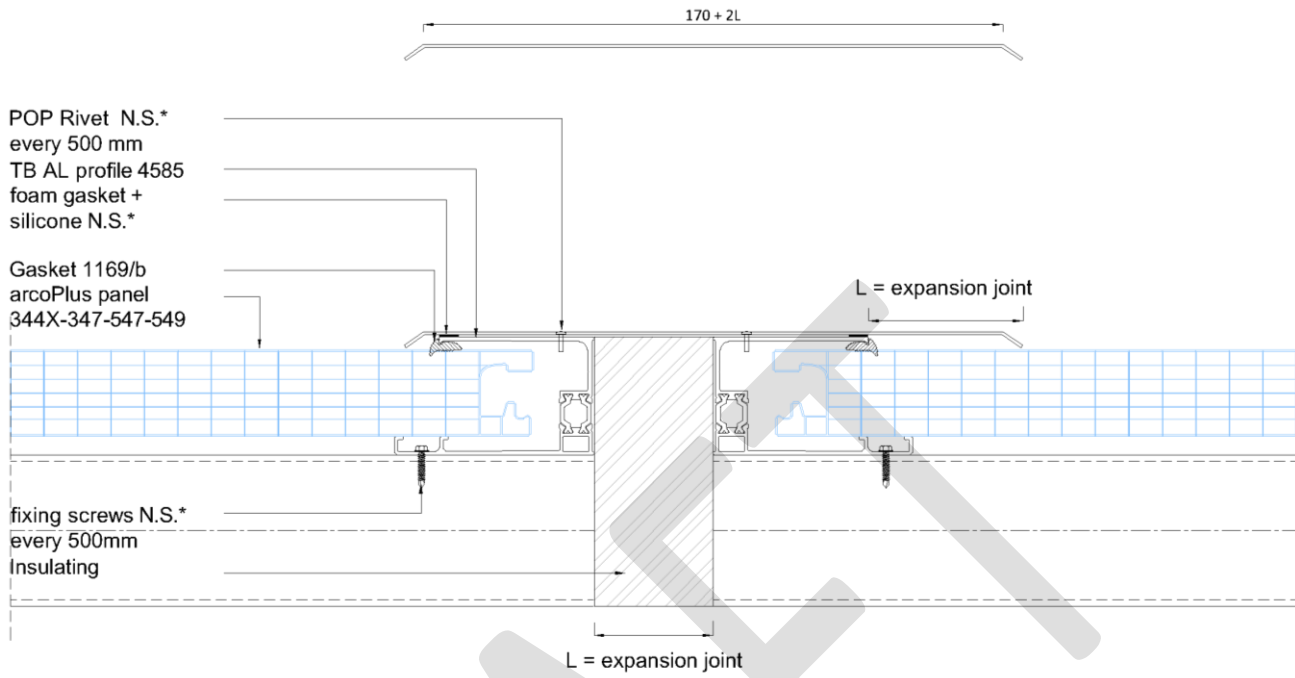 170 + 2L
POP Rivet N.S.*
every 500 mm
TB AL profile 4585
foam gasket +
silicone N.S.*
Gasket 1169/b
arcoPlus panel
344X-347-547-549
L = expansion joint
fixing screws N.S.*
every 500mm
Insulating
L = expansion joint